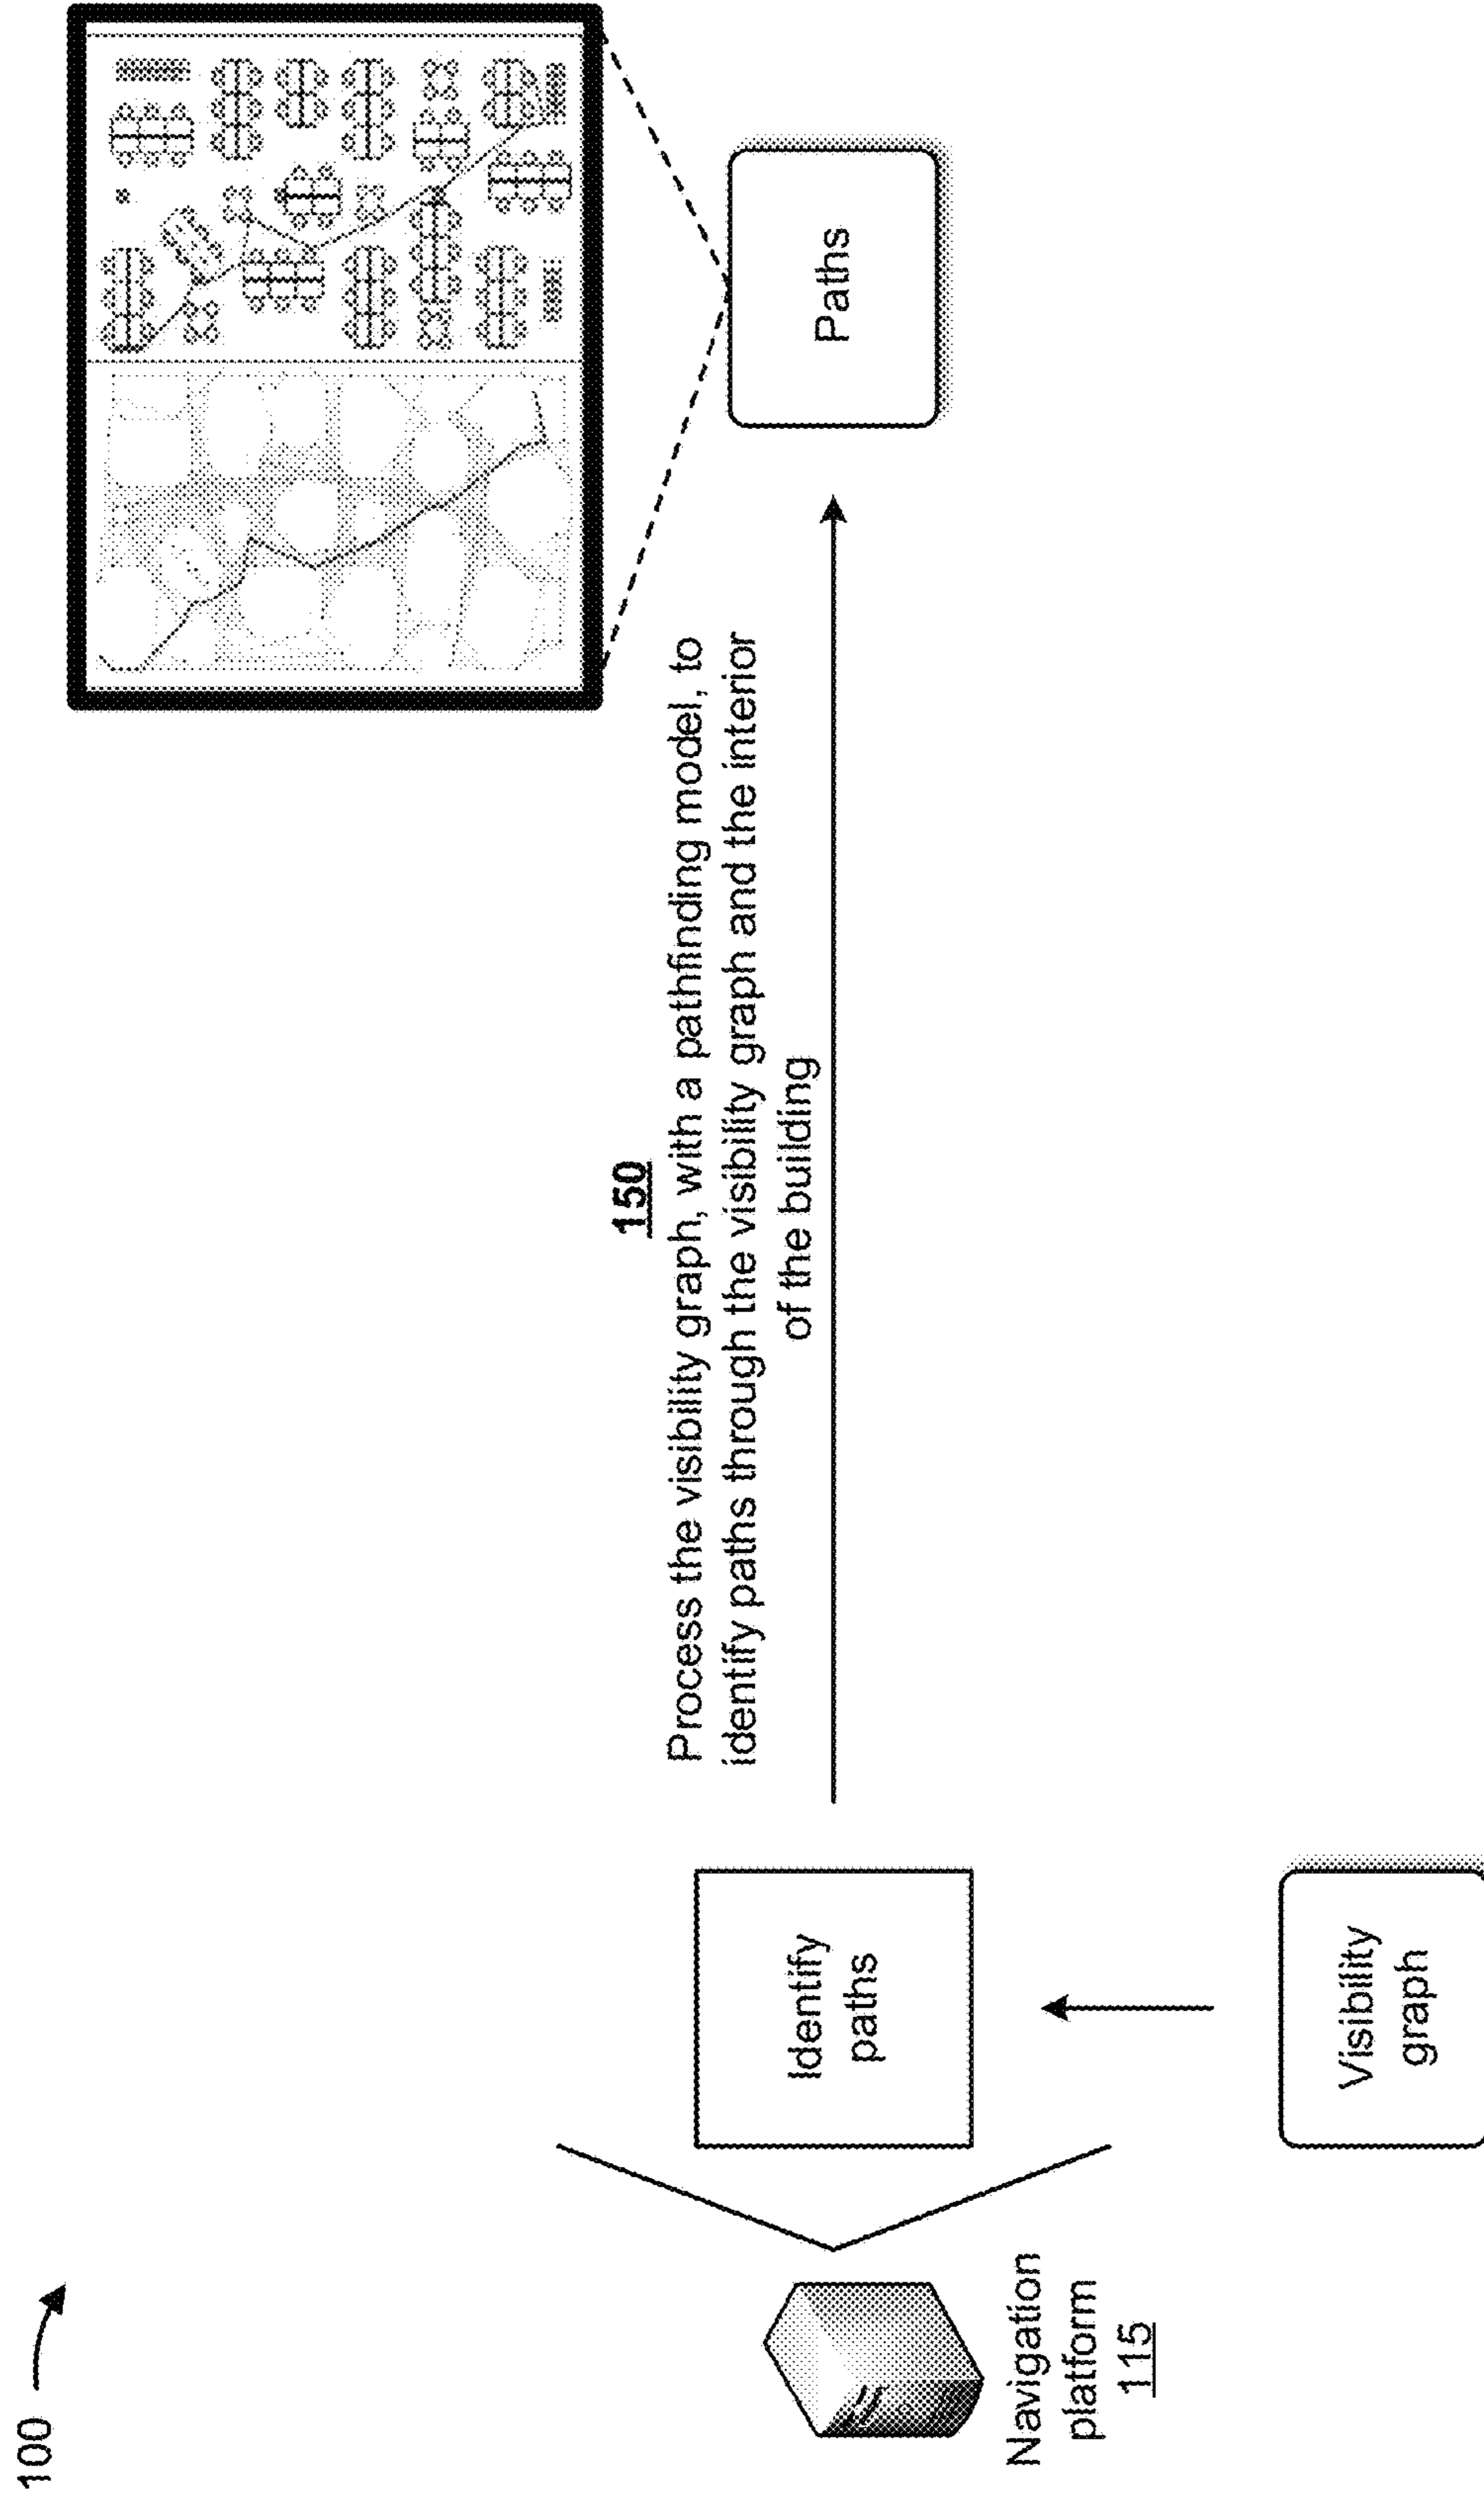 100
150
Process the visibility graph, with a pathfinding model, to
identify paths through the visibility graph and the interior
of the building
Identify
paths
Paths
Navigation
platform
115
Visibility
graph